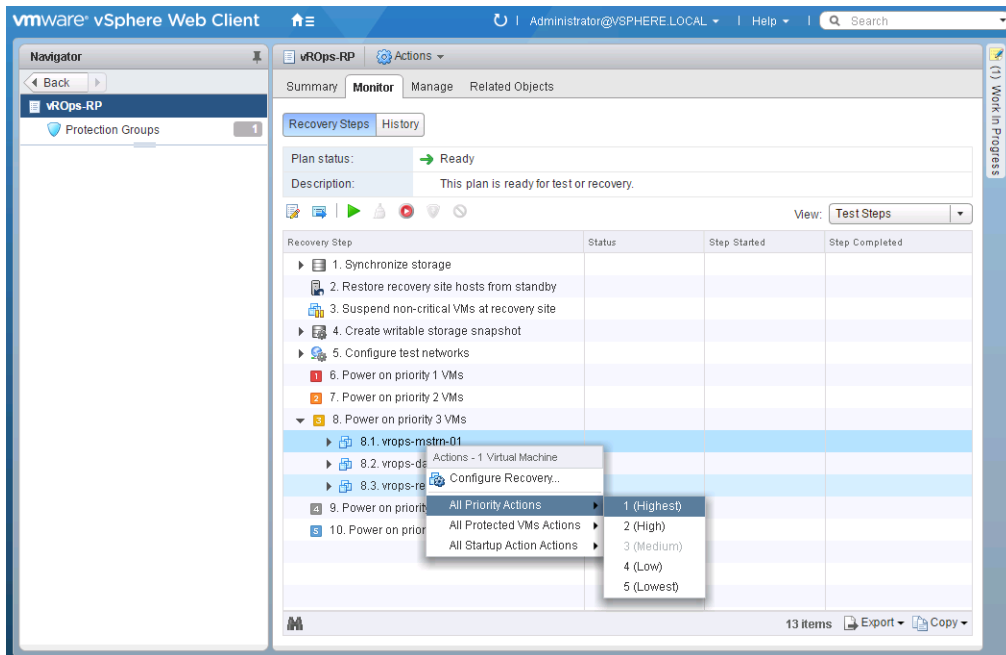 vmware® vSphere Web Client
Administrator@VSPHERE.LOCAL
Help
Search
Navigator
Back
vROps-RP
Protection Groups
1
vROps-RP
Actions
Summary
Monitor
Manage
Related Objects
Recovery Steps
History
Plan status:
Ready
Description:
This plan is ready for test or recovery.
View:
Test Steps
Recovery Step
Status
Step Started
Step Completed
1. Synchronize storage
2. Restore recovery site hosts from standby
3. Suspend non-critical VMs at recovery site
4. Create writable storage snapshot
5. Configure test networks
1 6. Power on priority 1 VMs
2 7. Power on priority 2 VMs
3 8. Power on priority 3 VMs
8.1. vrops-mstrn-01
8.2. vrops-da
8.3. vrops-re
4 9. Power on priorit
5 10. Power on prior
Actions - 1 Virtual Machine
Configure Recovery...
All Priority Actions
All Protected VMs Actions
All Startup Action Actions
1 (Highest)
2 (High)
3 (Medium)
4 (Low)
5 (Lowest)
13 items
Export
Copy
(1) Work In Progress